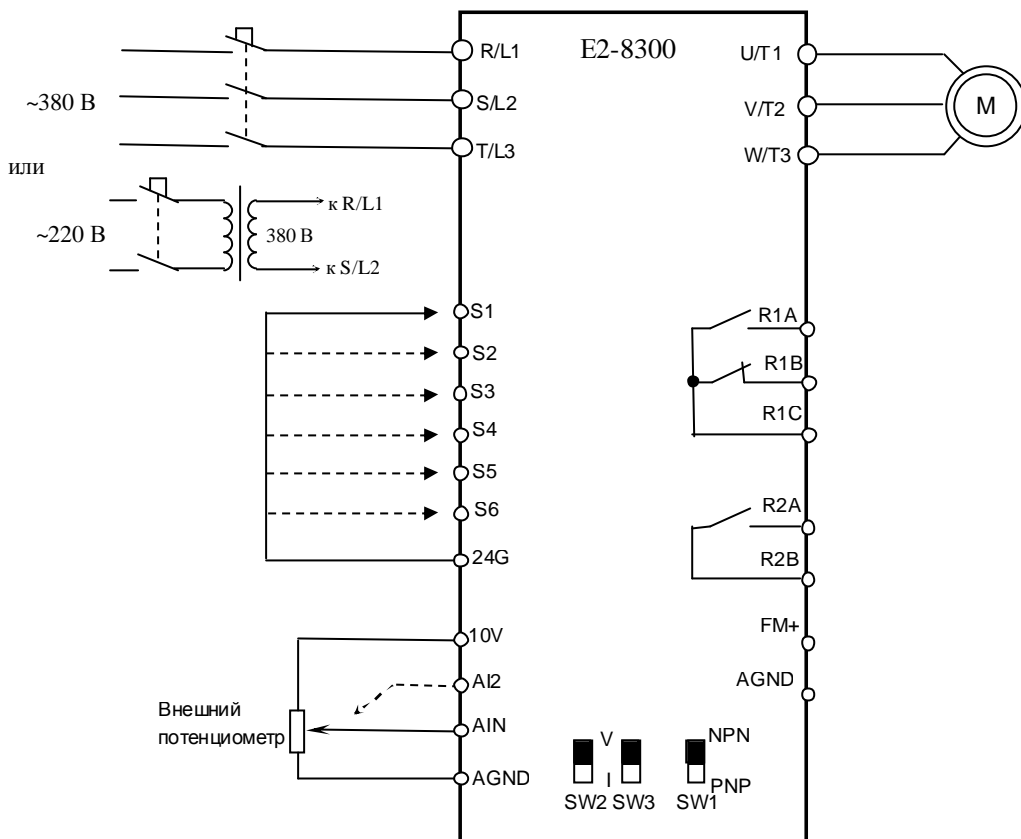 E2-8300
R/L1
S/L2
T/L3
~380 В
или
~220 В
380 В
к R/L1
к S/L2
U/T1
V/T2
W/T3
M
S1
S2
S3
S4
S5
S6
24G
10V
AI2
AIN
AGND
Внешний
потенциометр
R1A
R1B
R1C
R2A
R2B
FM+
AGND
V
I
SW2 SW3
NPN
PNP
SW1